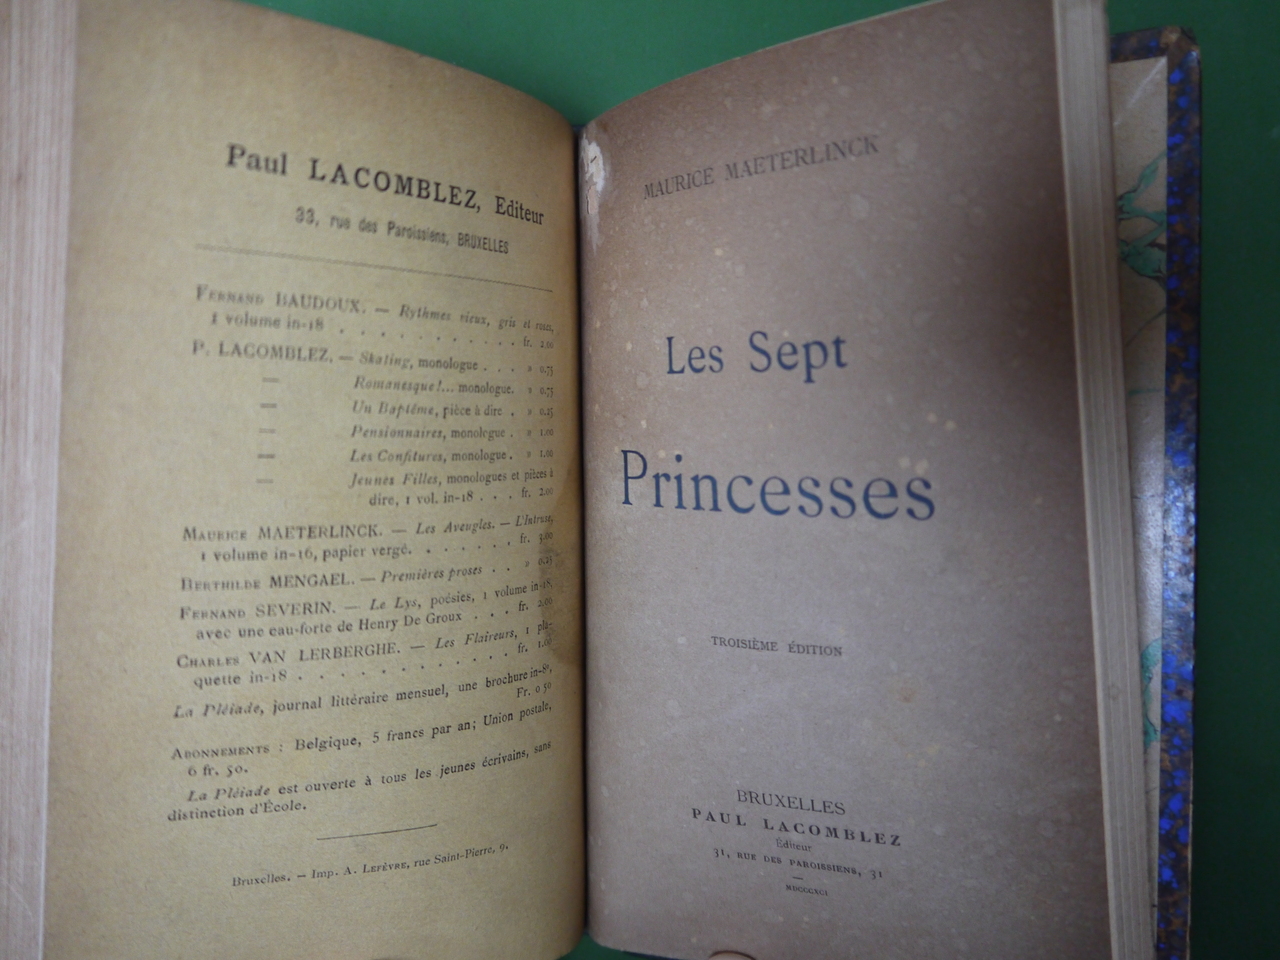 Paul LACOMBLEZ, Editeur
33, rue des Paroissiens, BRUXELLES
FERNAND BAUDOUX. — Rythmes vieux, gris et roses,
1 volume in-18 . . . . . . . . . . fr. 2.00
P. LACOMBLEZ. — Skating, monologue . . . » 0,75
— Romanesque!... monologue. » 0,75
— Un Baptême, pièce à dire . » 0,25
— Pensionnaires, monologue . » 1.00
— Les Confitures, monologue . » 1,00
— Jeunes Filles, monologues et pièces à
dire, 1 vol. in-18 . . . fr. 2.00
MAURICE MAETERLINCK. — Les Aveugles. — L'Intruse,
1 volume in-16, papier vergé. . . . . . . fr. 3.00
BERTHILDE MENGAEL. — Premières proses . . » 0.25
FERNAND SEVERIN. — Le Lys, poésies, 1 volume in-18,
avec une eau-forte de Henry De Groux . . . fr. 2.00
CHARLES VAN LERBERGHE. — Les Flaireurs, 1 pla-
quette in-18 . . . . . . . . . . fr. 1.00
La Pléiade, journal littéraire mensuel, une brochure in-8°,
Fr. 0 50
ABONNEMENTS : Belgique, 5 francs par an; Union postale,
6 fr. 50.
La Pléiade est ouverte à tous les jeunes écrivains, sans
distinction d'École.
Bruxelles. — Imp. A. LEFÈVRE, rue Saint-Pierre, 9.
MAURICE MAETERLINCK
Les Sept
Princesses
TROISIÈME ÉDITION
BRUXELLES
PAUL LACOMBLEZ
Éditeur
31, RUE DES PAROISSIENS, 31
—
MDCCCXCI